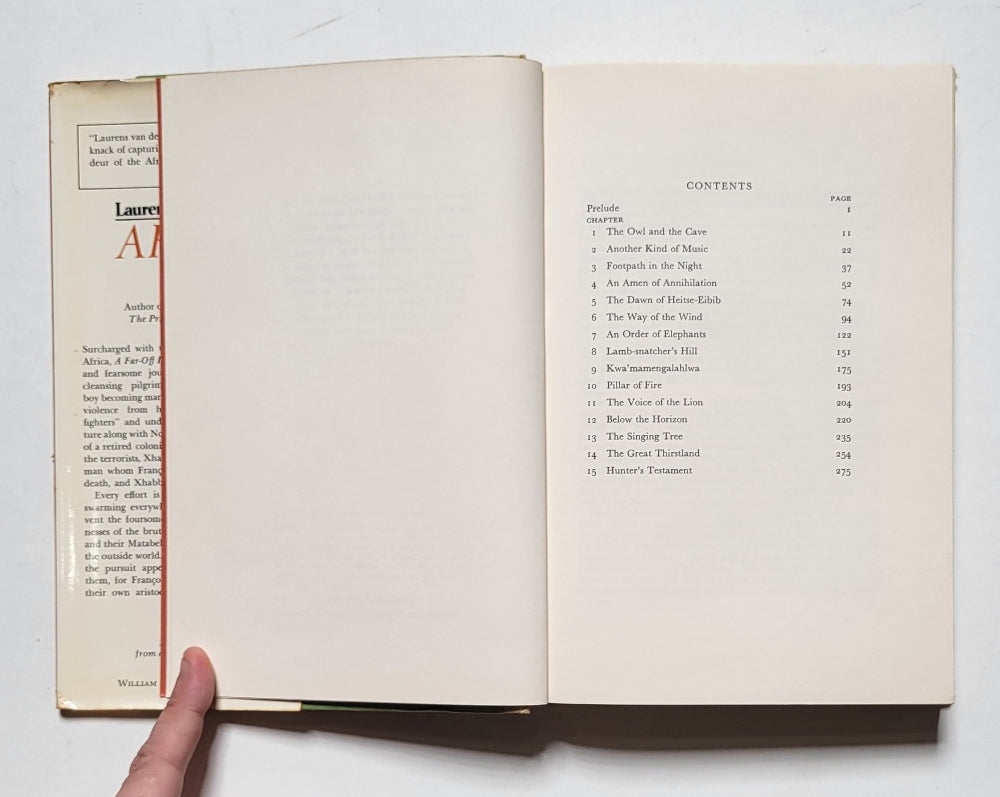 "Laurens van de
knack of capturi
deur of the Afr
Lauren
AF
Author o
The Pr
Surcharged with
Africa, A Far-Off
and fearsome jou
cleansing pilgrim
boy becoming man
violence from h
fighters" and und
ture along with No
of a retired coloni
the terrorists, Xha
man whom Franç
death, and Xhabb
Every effort is
swarming everywh
vent the foursome
nesses of the brut
and their Matabel
the outside world.
the pursuit appe
them, for Franço
their own aristoc
from
WILLIAM
CONTENTS
PAGE
Prelude 1
CHAPTER
1 The Owl and the Cave 11
2 Another Kind of Music 22
3 Footpath in the Night 37
4 An Amen of Annihilation 52
5 The Dawn of Heitse-Eibib 74
6 The Way of the Wind 94
7 An Order of Elephants 122
8 Lamb-snatcher's Hill 151
9 Kwa'mamengalahlwa 175
10 Pillar of Fire 193
11 The Voice of the Lion 204
12 Below the Horizon 220
13 The Singing Tree 235
14 The Great Thirstland 254
15 Hunter's Testament 275